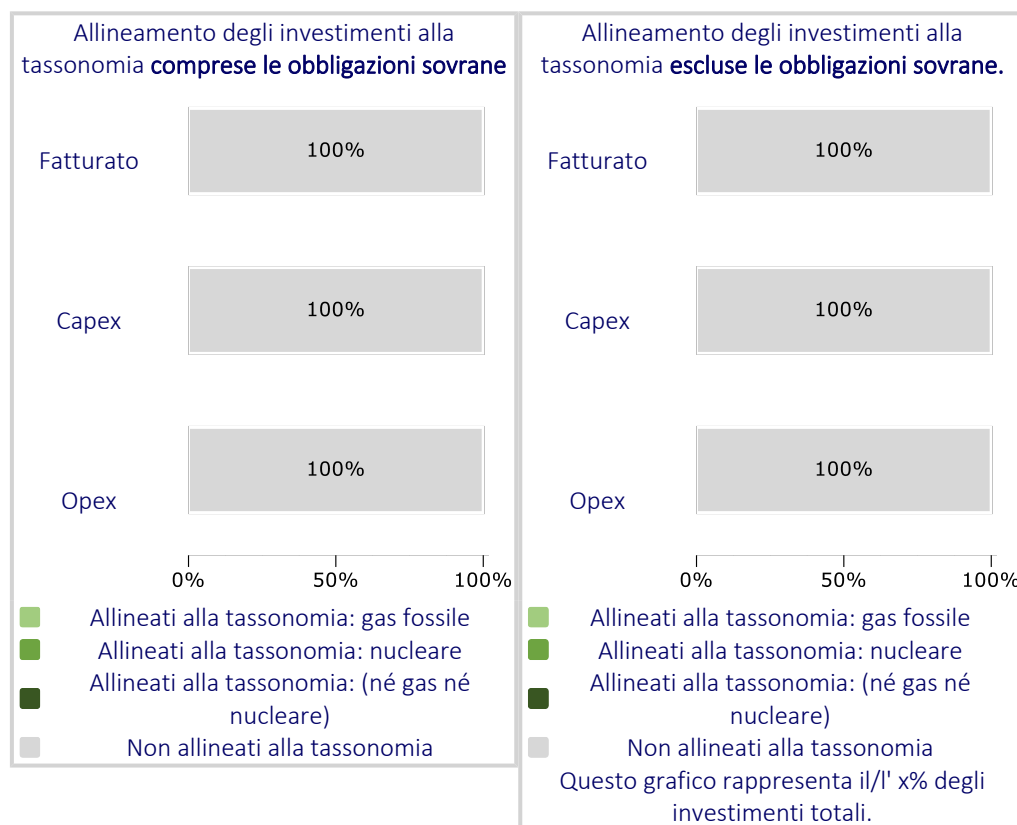 Allineamento degli investimenti alla
tassonomia comprese le obbligazioni sovrane
Fatturato
100%
Capex
100%
Opex
100%
0% 50% 100%
Allineati alla tassonomia: gas fossile
Allineati alla tassonomia: nucleare
Allineati alla tassonomia: (né gas né
nucleare)
Non allineati alla tassonomia
Allineamento degli investimenti alla
tassonomia escluse le obbligazioni sovrane.
Fatturato
100%
Capex
100%
Opex
100%
0% 50% 100%
Allineati alla tassonomia: gas fossile
Allineati alla tassonomia: nucleare
Allineati alla tassonomia: (né gas né
nucleare)
Non allineati alla tassonomia
Questo grafico rappresenta il/l' x% degli
investimenti totali.